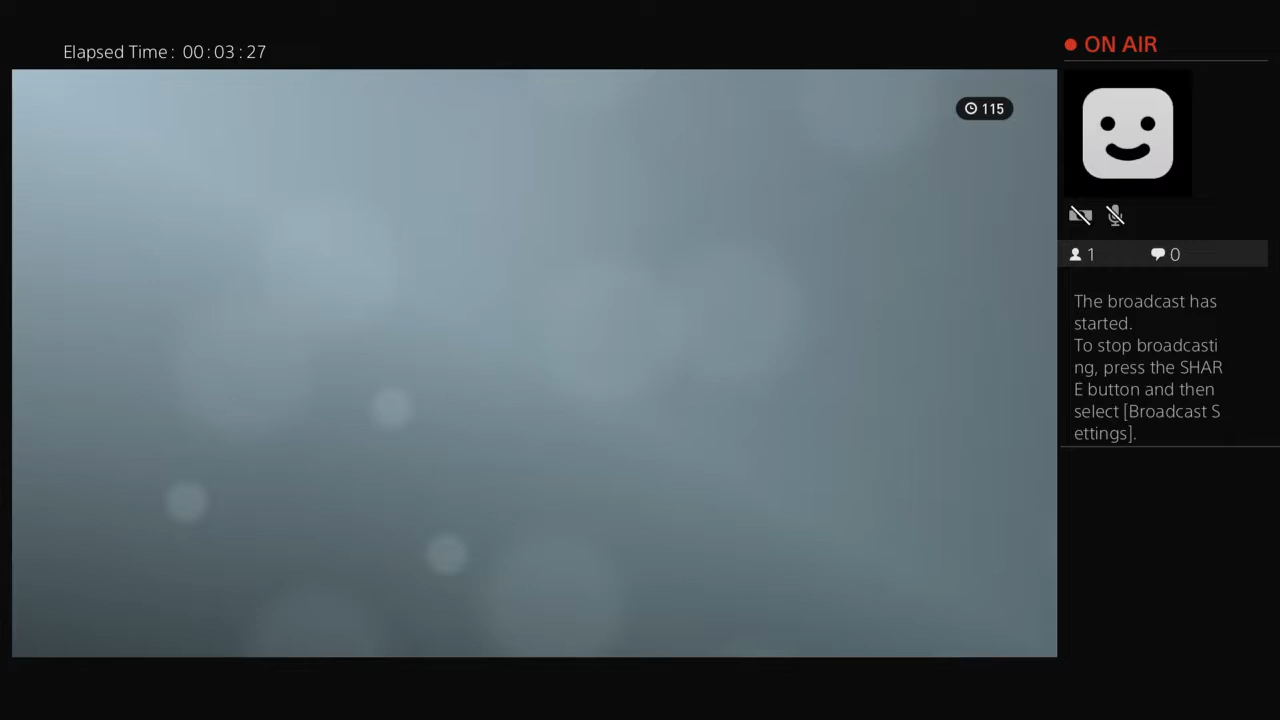 Elapsed Time: 00:03:27
ON AIR
115
1
0
The broadcast has
started.
To stop broadcasti
ng, press the SHAR
E button and then
select [Broadcast S
ettings].